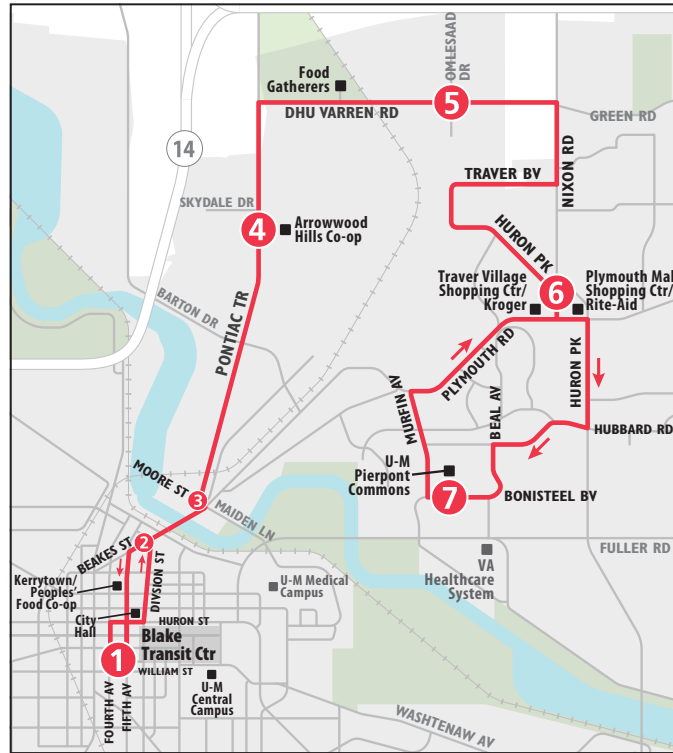 OMLESAAD
DR
Food
Gatherers
5
DHU VARREN RD
GREEN RD
14
TRAVER BV
NIXON RD
SKYDALE DR
4
Arrowwood
Hills Co-op
HURON PK
BARTON DR
PONTIAC TR
Traver Village
Shopping Ctr/
Kroger
6
Plymouth Mal
Shopping Ctr/
Rite-Aid
PLYMOUTH RD
HURON PK
MURFIN AV
BEAL AV
HUBBARD RD
U-M
Pierpont
Commons
7
BONISTEEL BV
MOORE ST
3
MAIDEN LN
BEAKES ST
2
FULLER RD
VA
Healthcare
System
Kerrytown/
Peoples'
Food Co-op
DIVSION ST
U-M Medical
Campus
City
Hall
HURON ST
Blake
Transit Ctr
1
WILLIAM ST
U-M
Central
Campus
FOURTH AV
FIFTH AV
WASHTENAW AV